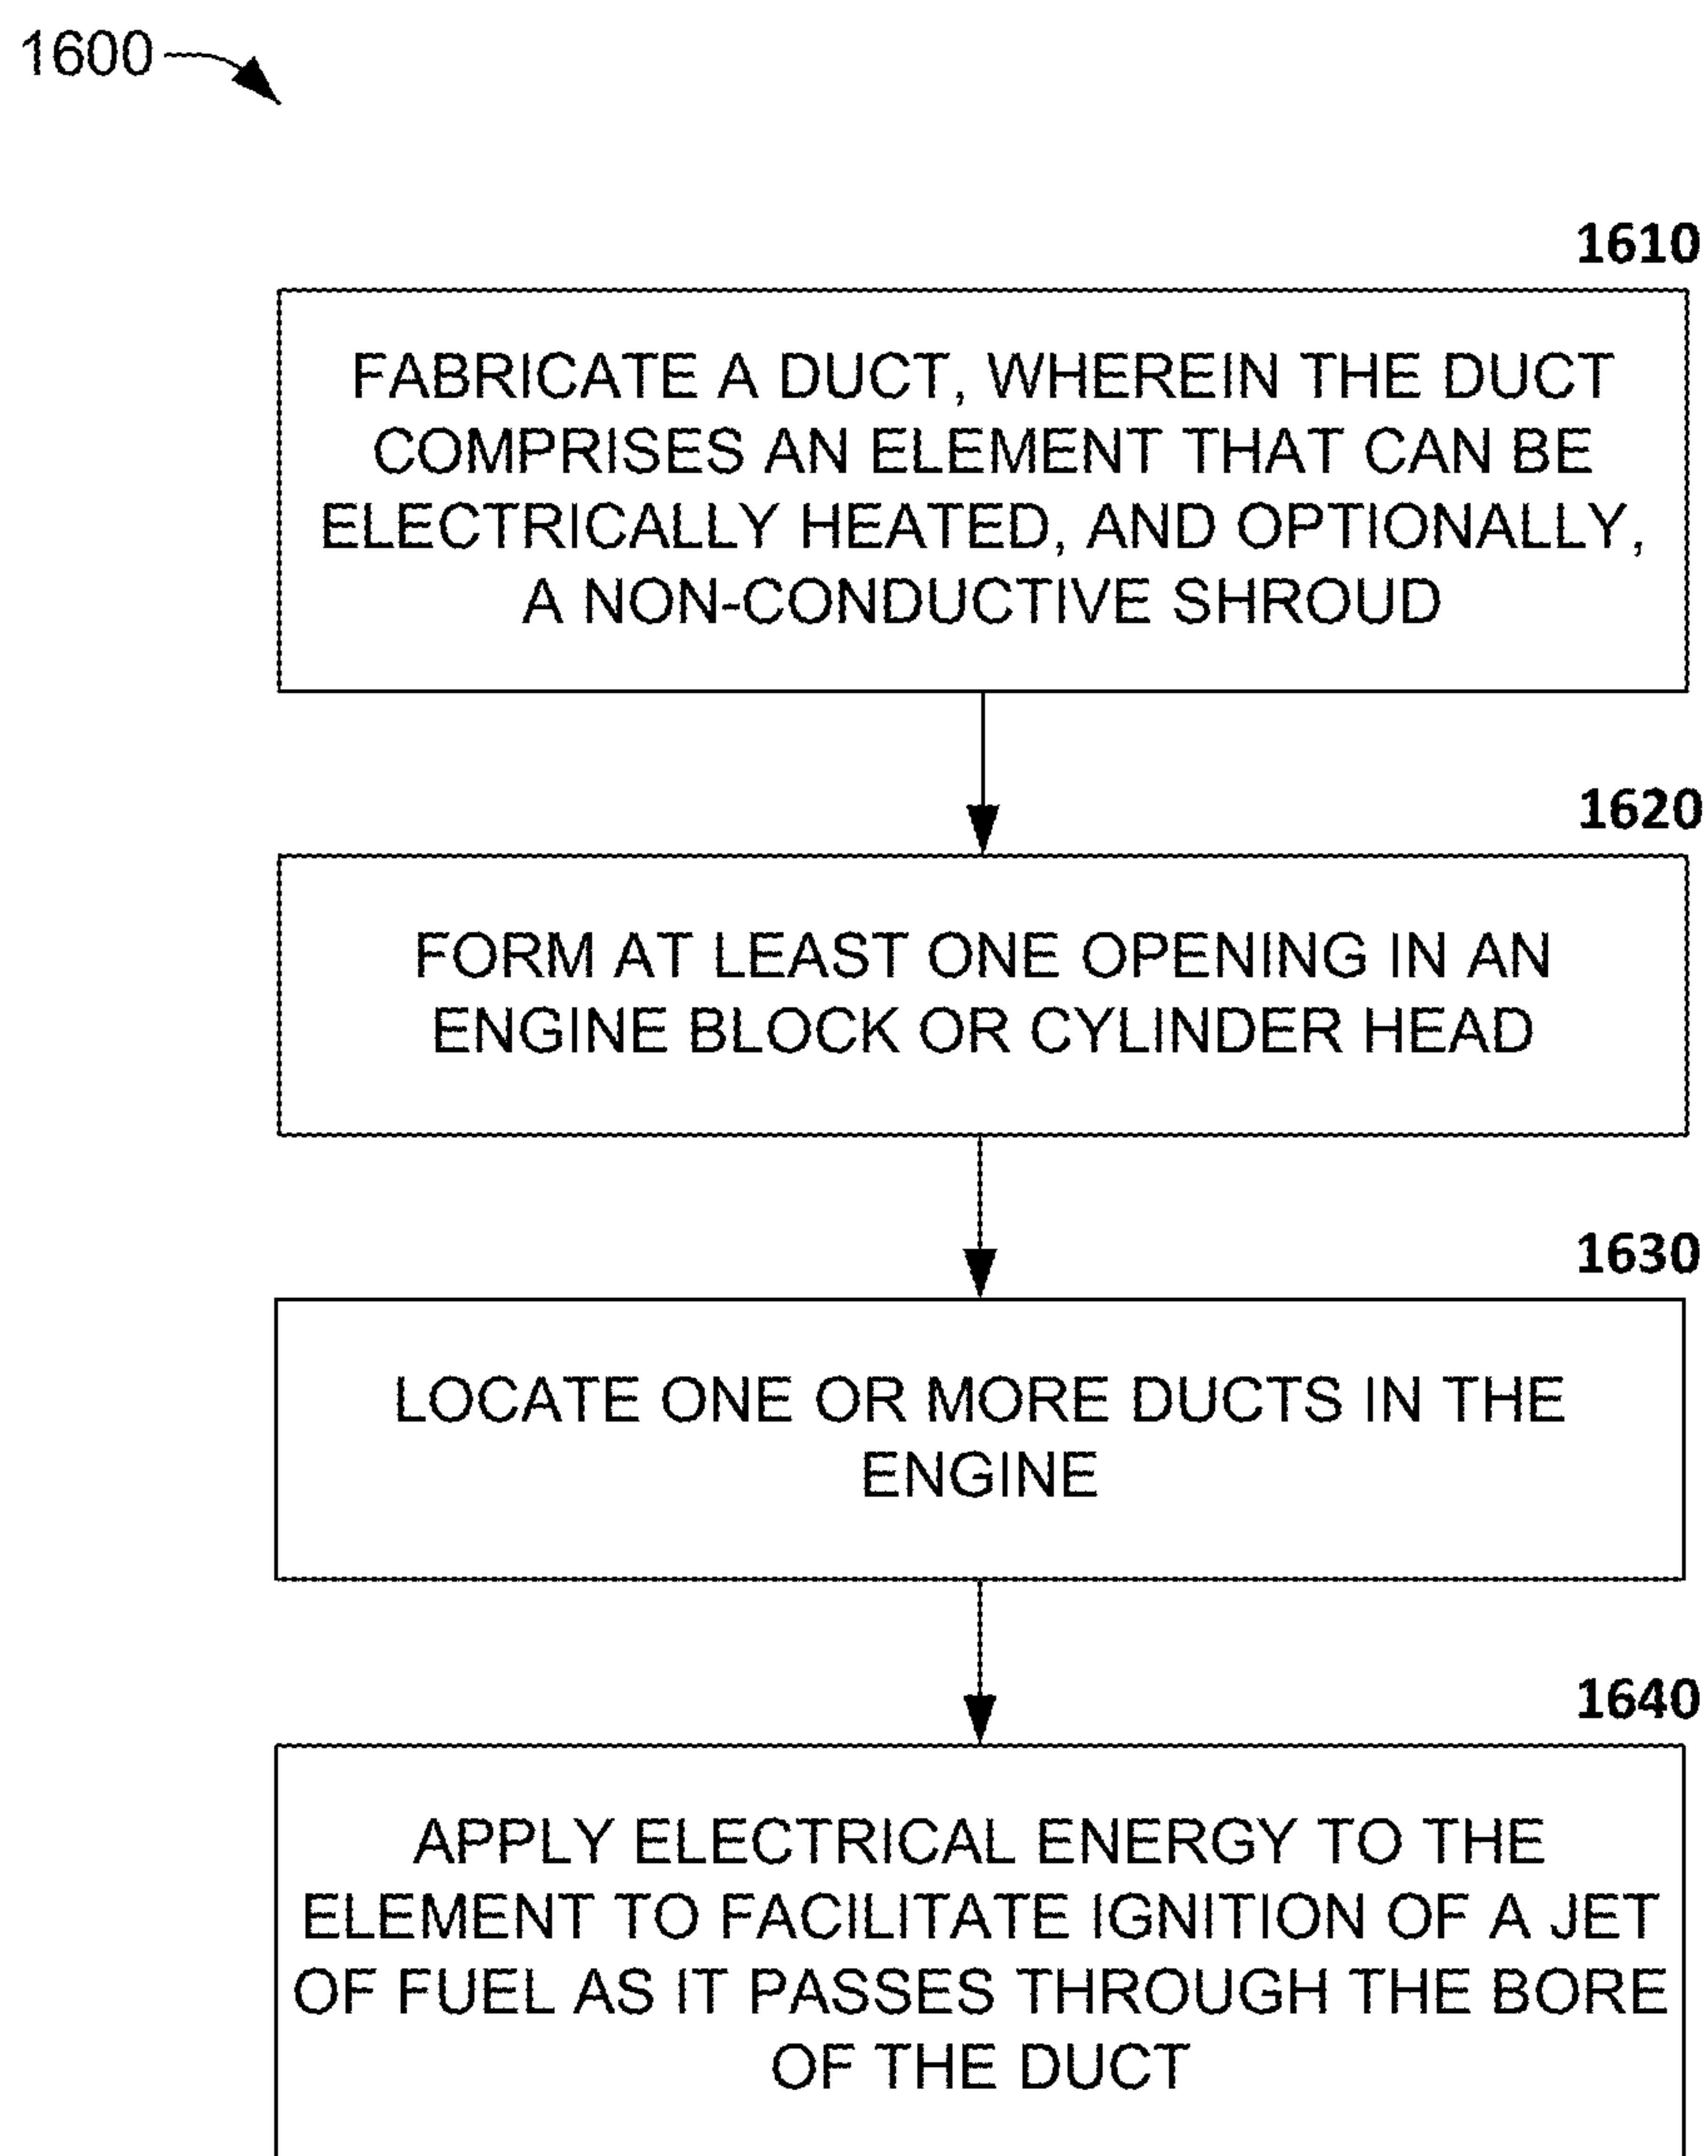 1600
1610
FABRICATE A DUCT, WHEREIN THE DUCT
COMPRISES AN ELEMENT THAT CAN BE
ELECTRICALLY HEATED, AND OPTIONALLY,
A NON-CONDUCTIVE SHROUD
1620
FORM AT LEAST ONE OPENING IN AN
ENGINE BLOCK OR CYLINDER HEAD
1630
LOCATE ONE OR MORE DUCTS IN THE
ENGINE
1640
APPLY ELECTRICAL ENERGY TO THE
ELEMENT TO FACILITATE IGNITION OF A JET
OF FUEL AS IT PASSES THROUGH THE BORE
OF THE DUCT